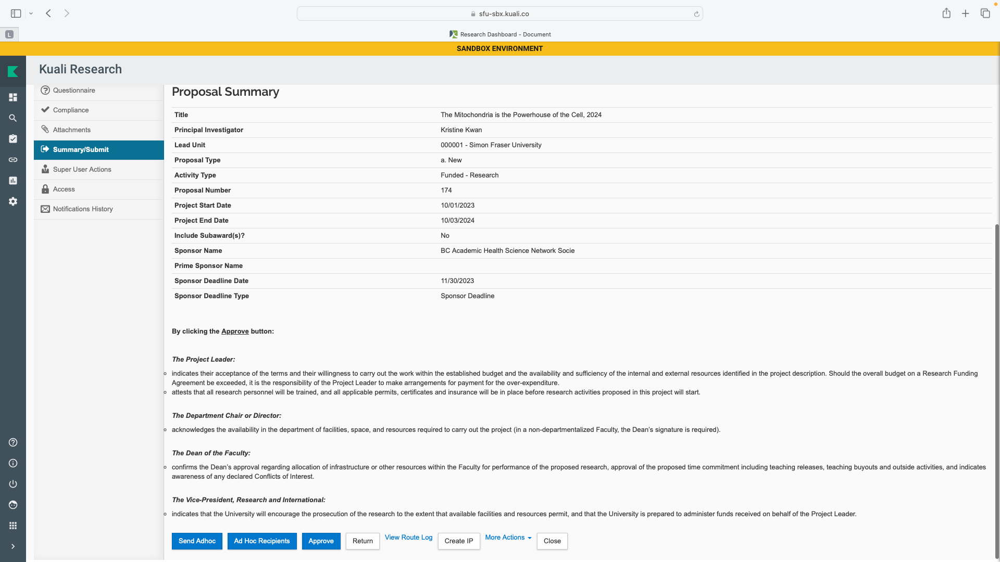 sfu-sbx.kuali.co
L
Research Dashboard - Document
SANDBOX ENVIRONMENT
Kuali Research
Questionnaire
Compliance
Attachments
Summary/Submit
Super User Actions
Access
Notifications History
Proposal Summary
Title The Mitochondria is the Powerhouse of the Cell, 2024
Principal Investigator Kristine Kwan
Lead Unit 000001 - Simon Fraser University
Proposal Type a. New
Activity Type Funded - Research
Proposal Number 174
Project Start Date 10/01/2023
Project End Date 10/03/2024
Include Subaward(s)? No
Sponsor Name BC Academic Health Science Network Socie
Prime Sponsor Name
Sponsor Deadline Date 11/30/2023
Sponsor Deadline Type Sponsor Deadline
By clicking the Approve button:
The Project Leader:
indicates their acceptance of the terms and their willingness to carry out the work within the established budget and the availability and sufficiency of the internal and external resources identified in the project description. Should the overall budget on a Research Funding
Agreement be exceeded, it is the responsibility of the Project Leader to make arrangements for payment for the over-expenditure.
attests that all research personnel will be trained, and all applicable permits, certificates and insurance will be in place before research activities proposed in this project will start.
The Department Chair or Director:
acknowledges the availability in the department of facilities, space, and resources required to carry out the project (in a non-departmentalized Faculty, the Dean's signature is required).
The Dean of the Faculty:
confirms the Dean's approval regarding allocation of infrastructure or other resources within the Faculty for performance of the proposed research, approval of the proposed time commitment including teaching releases, teaching buyouts and outside activities, and indicates
awareness of any declared Conflicts of Interest.
The Vice-President, Research and International:
indicates that the University will encourage the prosecution of the research to the extent that available facilities and resources permit, and that the University is prepared to administer funds received on behalf of the Project Leader.
Send Adhoc Ad Hoc Recipients Approve Return View Route Log Create IP More Actions Close